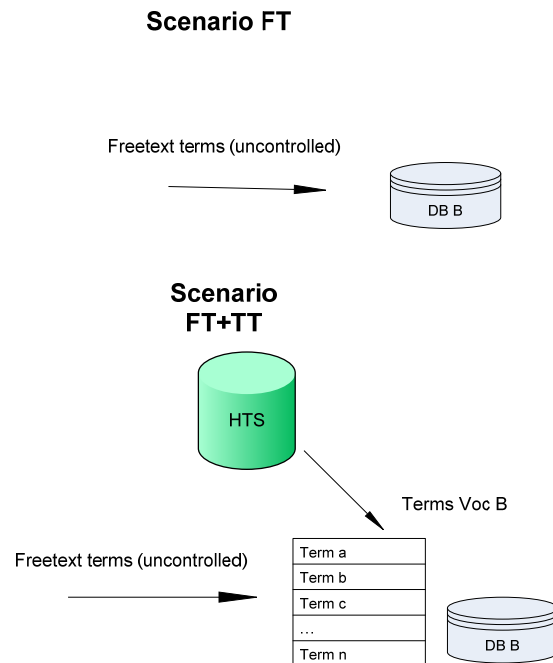 Scenario FT
Freetext terms (uncontrolled)
DB B
Scenario
FT+TT
HTS
Terms Voc B
Freetext terms (uncontrolled)
Term a
Term b
Term c
...
Term n
DB B